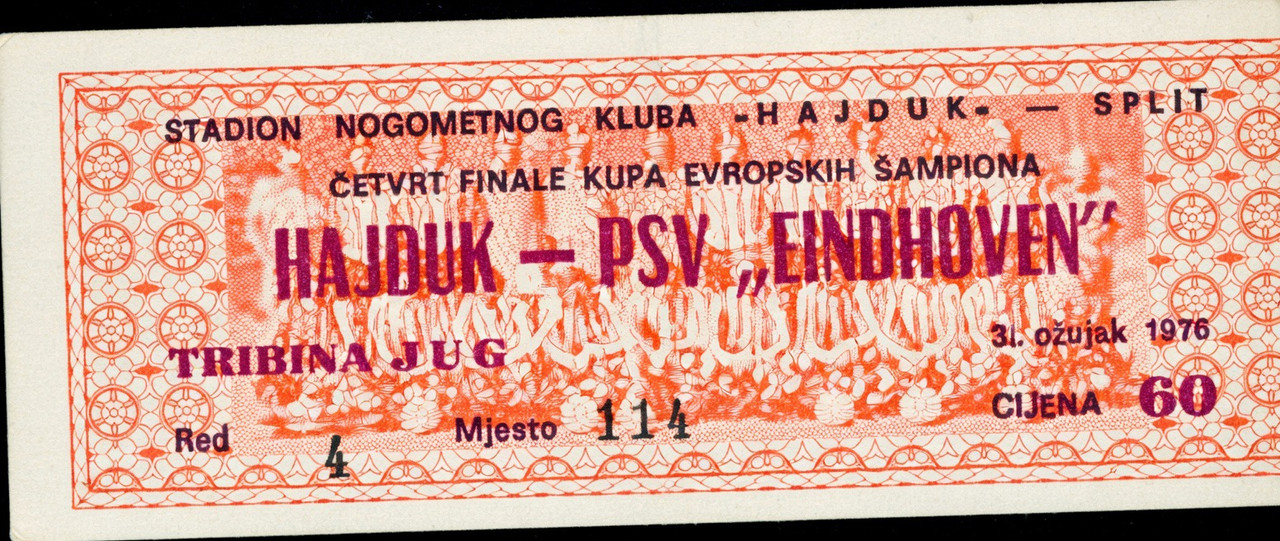 STADION NOGOMETNOG KLUBA „HAJDUK“ — SPLIT
ČETVRT FINALE KUPA EVROPSKIH ŠAMPIONA
HAJDUK — PSV „EINDHOVEN“
31. ožujak 1976
TRIBINA JUG
CIJENA 60
Red 4 Mjesto 114